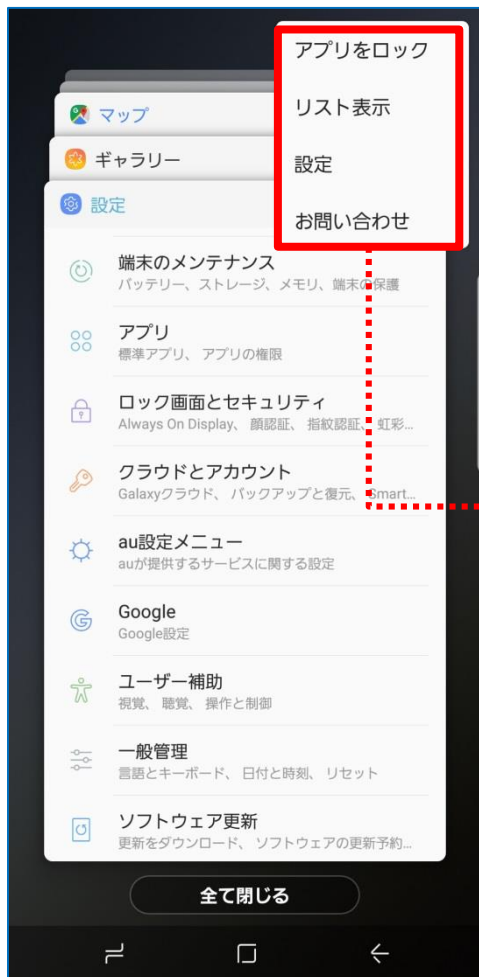 アプリをロック
リスト表示
設定
お問い合わせ
マップ
ギャラリー
設定
端末のメンテナンス
バッテリー、ストレージ、メモリ、端末の保護
アプリ
標準アプリ、 アプリの権限
ロック画面とセキュリティ
Always On Display、 顔認証、 指紋認証、 虹彩...
クラウドとアカウント
Galaxyクラウド、 バックアップと復元、 Smart...
au設定メニュー
auが提供するサービスに関する設定
Google
Google設定
ユーザー補助
視覚、 聴覚、 操作と制御
一般管理
言語とキーボード、 日付と時刻、 リセット
ソフトウェア更新
更新をダウンロード、 ソフトウェアの更新予約...
全て閉じる